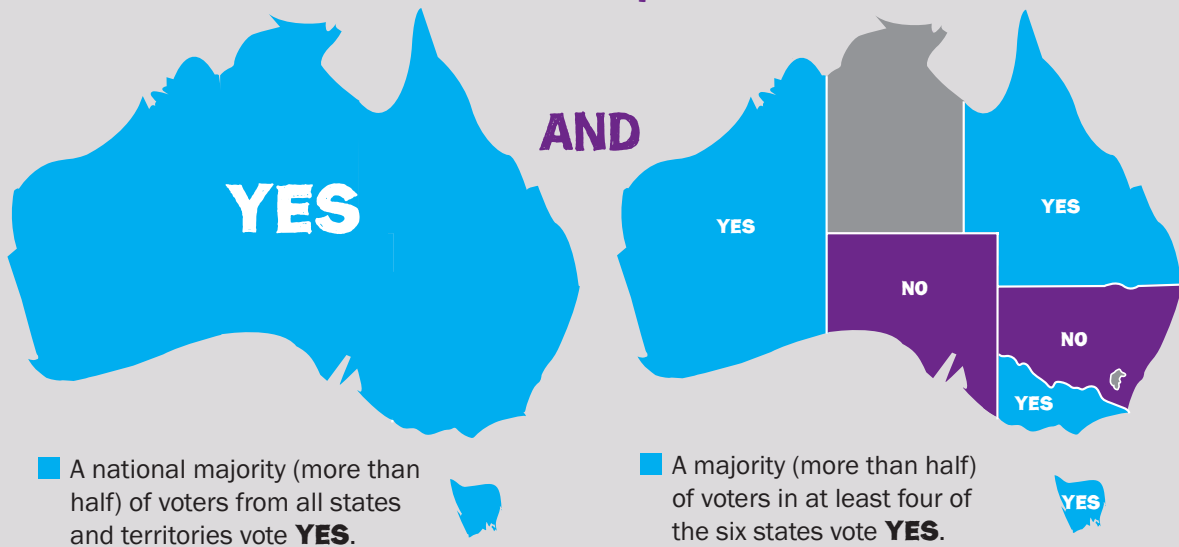 YES
AND
YES
YES
NO
NO
YES
YES
A national majority (more than
half) of voters from all states
and territories vote YES.
A majority (more than half)
of voters in at least four of
the six states vote YES.